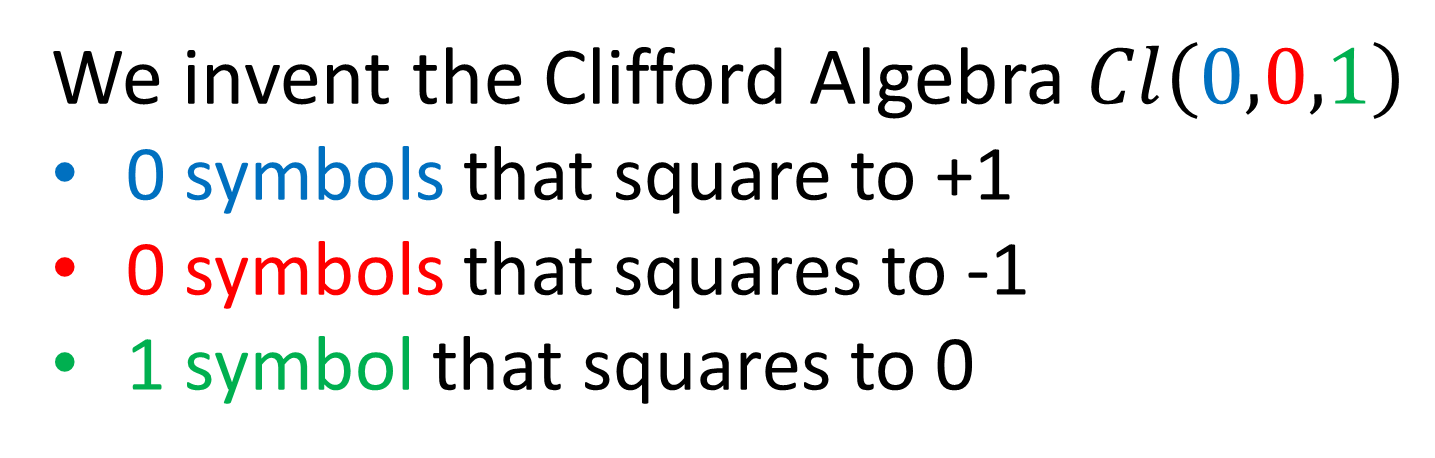 We invent the Clifford Algebra 𝐶𝑙(0,0,1)
• 0 symbols that square to +1
• 0 symbols that squares to -1
• 1 symbol that squares to 0